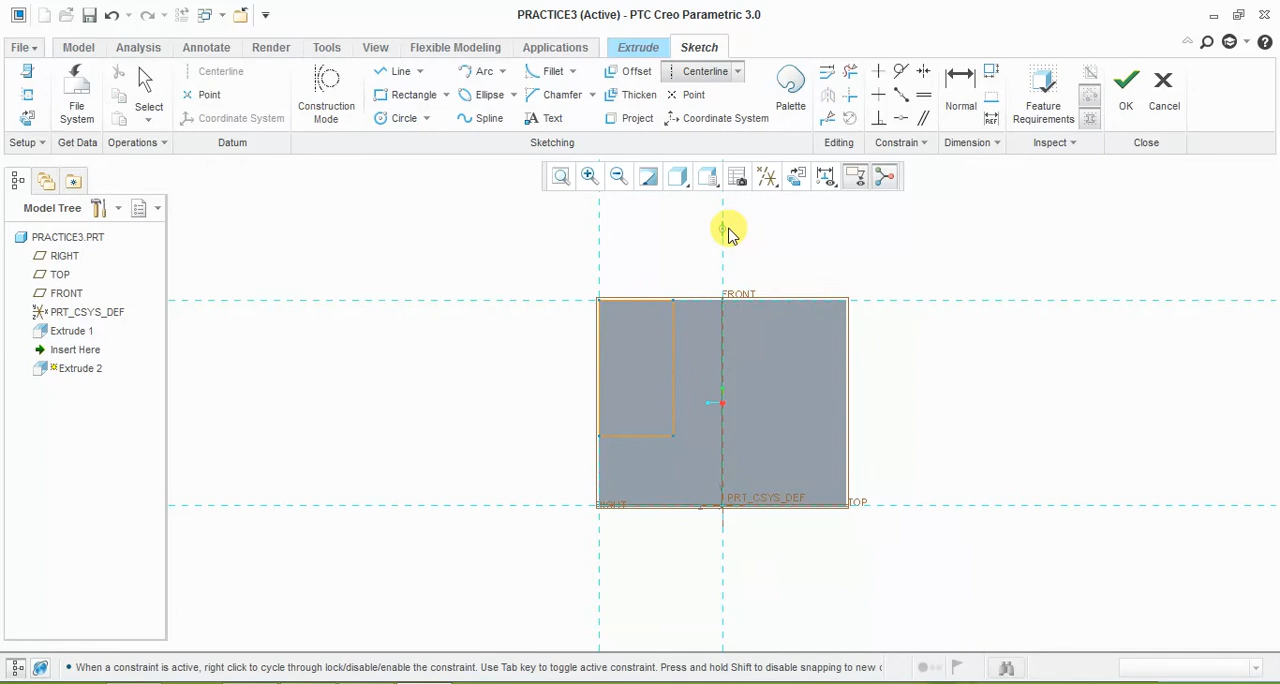 PRACTICE3 (Active) - PTC Creo Parametric 3.0
File Model Analysis Annotate Render Tools View Flexible Modeling Applications Extrude Sketch
Centerline Line Arc Fillet Offset Centerline
File System Select Point Construction Mode Rectangle Ellipse Chamfer Thicken Point Palette Normal Feature Requirements OK Cancel
Coordinate System Circle Spline Text Project Coordinate System
Setup Get Data Operations Datum Sketching Editing Constrain Dimension Inspect Close
Model Tree
PRACTICE3.PRT
RIGHT
TOP
FRONT
PRT_CSYS_DEF
Extrude 1
Insert Here
Extrude 2
FRONT
PRT_CSYS_DEF
RIGHT
TOP
• When a constraint is active, right click to cycle through lock/disable/enable the constraint. Use Tab key to toggle active constraint. Press and hold Shift to disable snapping to new